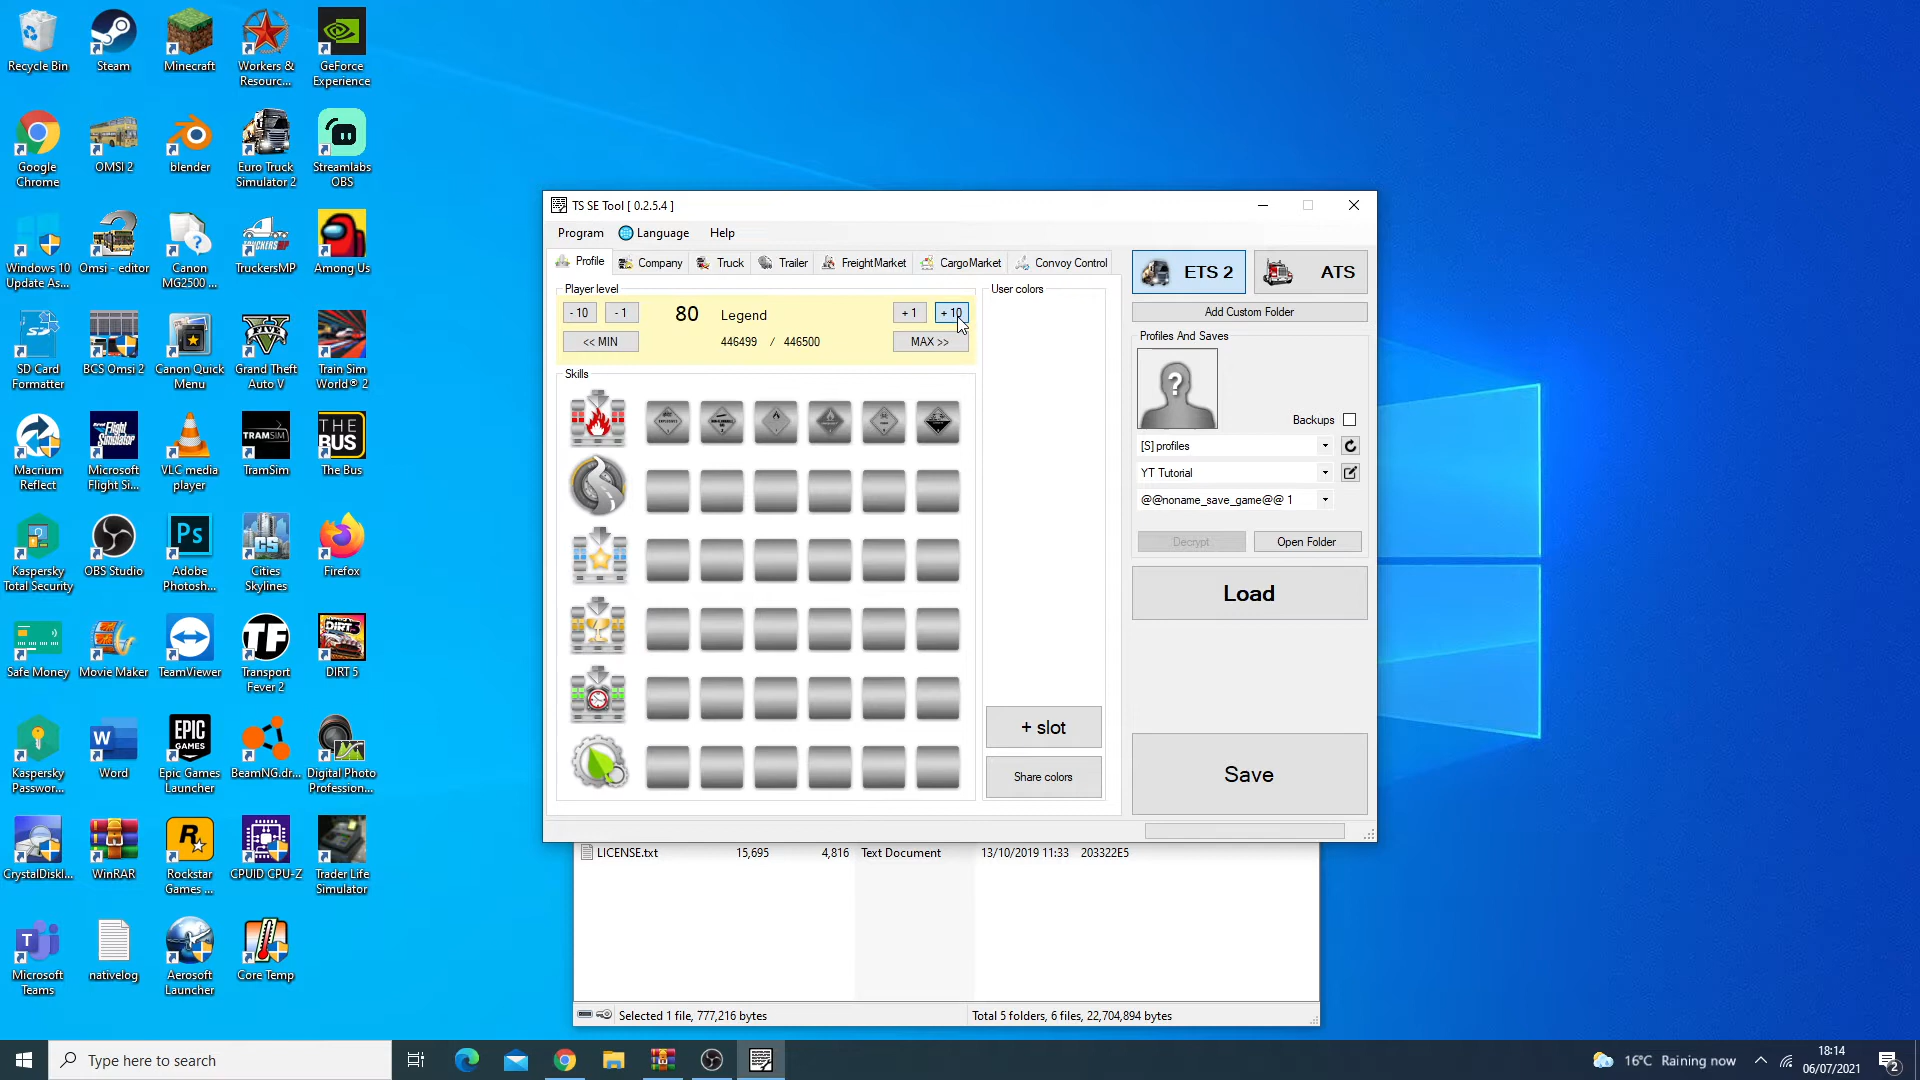 Recycle Bin
Steam
Minecraft
Workers &
Resourc...
GeForce
Experience
Google
Chrome
OMSI 2
blender
Euro Truck
Simulator 2
Streamlabs
OBS
Windows 10
Update As...
Omsi - editor
Canon
MG2500 ...
TruckersMP
Among Us
SD Card
Formatter
BCS Omsi 2
Canon Quick
Menu
Grand Theft
Auto V
Train Sim
World® 2
Macrium
Reflect
Microsoft
Flight Si...
VLC media
player
TramSim
The Bus
Kaspersky
Total Security
OBS Studio
Adobe
Photosh...
Cities
Skylines
Firefox
Safe Money
Movie Maker
TeamViewer
Transport
Fever 2
DIRT 5
Kaspersky
Passwor...
Word
Epic Games
Launcher
BeamNG.dr...
Digital Photo
Profession...
CrystalDiskI...
WinRAR
Rockstar
Games ...
CPUID CPU-Z
Trader Life
Simulator
Microsoft
Teams
nativelog
Aerosoft
Launcher
Core Temp
TS SE Tool [ 0.2.5.4 ]
Program
Language
Help
Profile
Company
Truck
Trailer
FreightMarket
CargoMarket
Convoy Control
Player level
- 10
- 1
80
Legend
+ 1
+ 10
<< MIN
446499 / 446500
MAX >>
Skills
User colors
+ slot
Share colors
ETS 2
ATS
Add Custom Folder
Profiles And Saves
Backups
[S] profiles
YT Tutorial
@@noname_save_game@@ 1
Decrypt
Open Folder
Load
Save
LICENSE.txt 15,695 4,816 Text Document 13/10/2019 11:33 203322E5
Selected 1 file, 777,216 bytes
Total 5 folders, 6 files, 22,704,894 bytes
Type here to search
16°C Raining now
18:14
06/07/2021
2